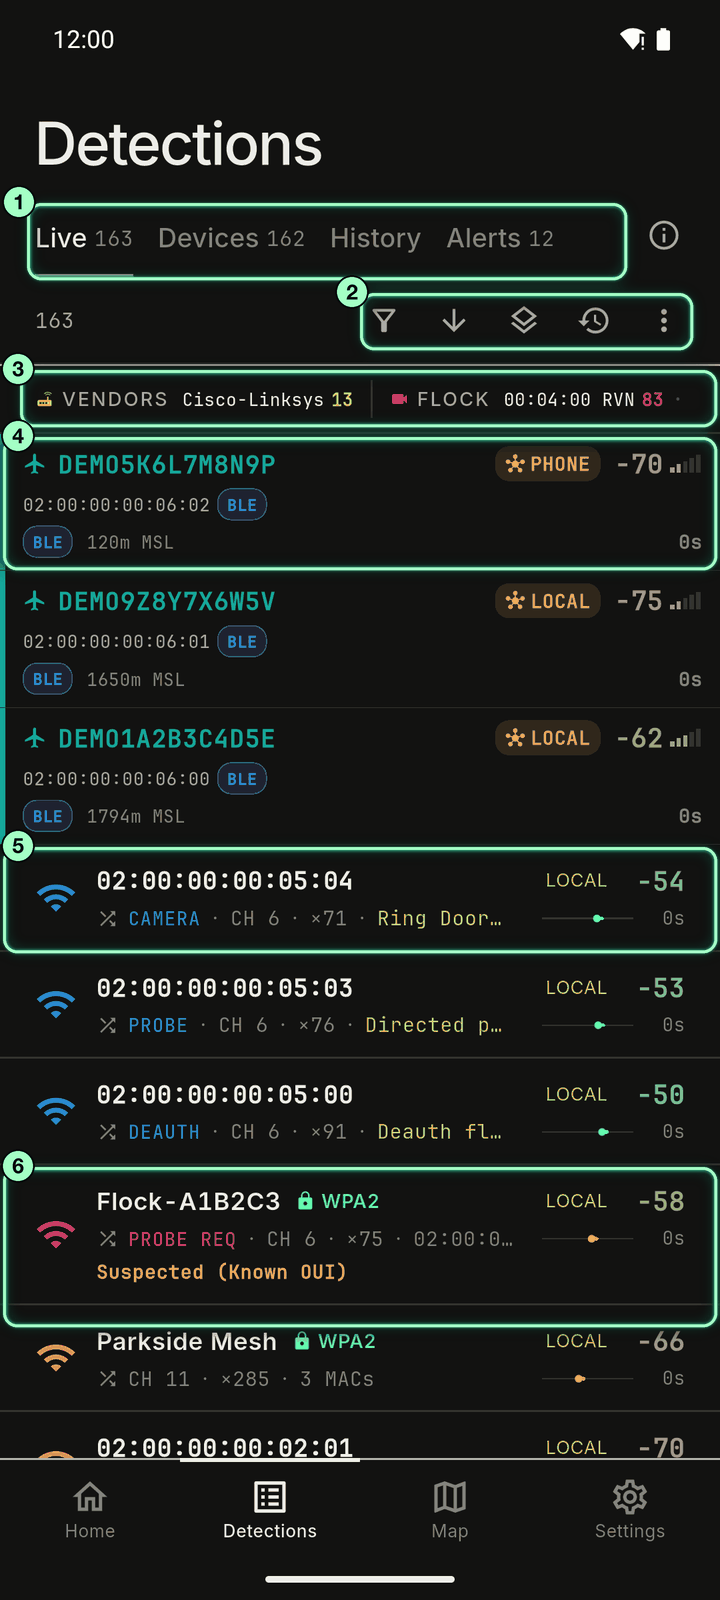 12:00
Detections
1
Live 163 Devices 162 History Alerts 12
2
163
3
VENDORS Cisco-Linksys 13 FLOCK 00:04:00 RVN 83 ·
4
DEMO5K6L7M8N9P PHONE -70
02:00:00:00:06:02 BLE
BLE 120m MSL 0s
DEMO9Z8Y7X6W5V LOCAL -75
02:00:00:00:06:01 BLE
BLE 1650m MSL 0s
DEMO1A2B3C4D5E LOCAL -62
02:00:00:00:06:00 BLE
BLE 1794m MSL 0s
5
02:00:00:00:05:04 LOCAL -54
CAMERA · CH 6 · ×71 · Ring Door… 0s
02:00:00:00:05:03 LOCAL -53
PROBE · CH 6 · ×76 · Directed p… 0s
02:00:00:00:05:00 LOCAL -50
DEAUTH · CH 6 · ×91 · Deauth fl… 0s
6
Flock-A1B2C3 WPA2 LOCAL -58
PROBE REQ · CH 6 · ×75 · 02:00:0… 0s
Suspected (Known OUI)
Parkside Mesh WPA2 LOCAL -66
CH 11 · ×285 · 3 MACs 0s
02:00:00:00:02:01 LOCAL -70
Home Detections Map Settings